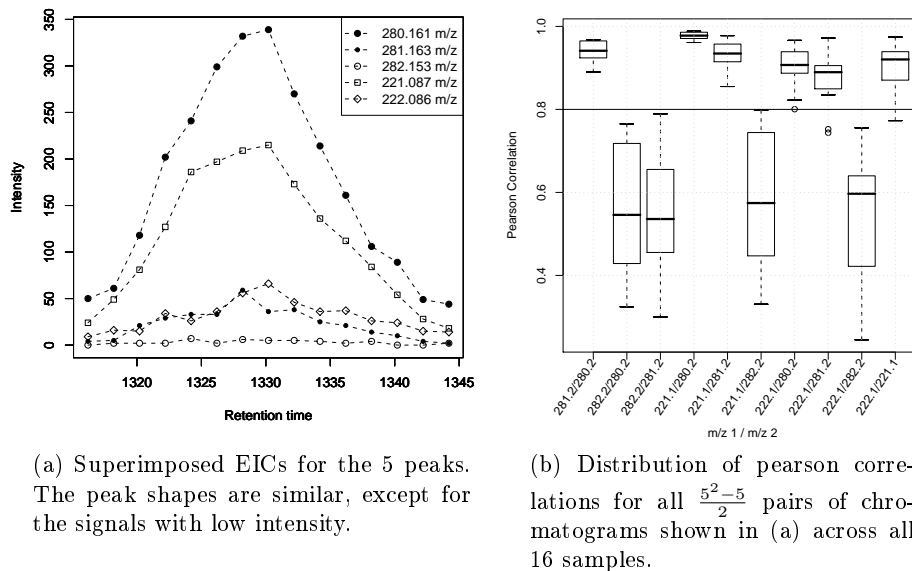 350
300
250
200
150
100
50
0
Intensity
280.161 m/z
281.163 m/z
282.153 m/z
221.087 m/z
222.086 m/z
1320 1325 1330 1335 1340 1345
Retention time
1.0
0.8
0.6
0.4
Pearson Correlation
281.2/280.2
282.2/280.2
282.2/281.2
221.1/280.2
221.1/281.2
221.1/282.2
222.1/280.2
222.1/281.2
222.1/282.2
222.1/221.1
m/z 1 / m/z 2
(a) Superimposed EICs for the 5 peaks.
The peak shapes are similar, except for
the signals with low intensity.
(b) Distribution of pearson corre-
lations for all \frac{5^2-5}{2} pairs of chro-
matograms shown in (a) across all
16 samples.